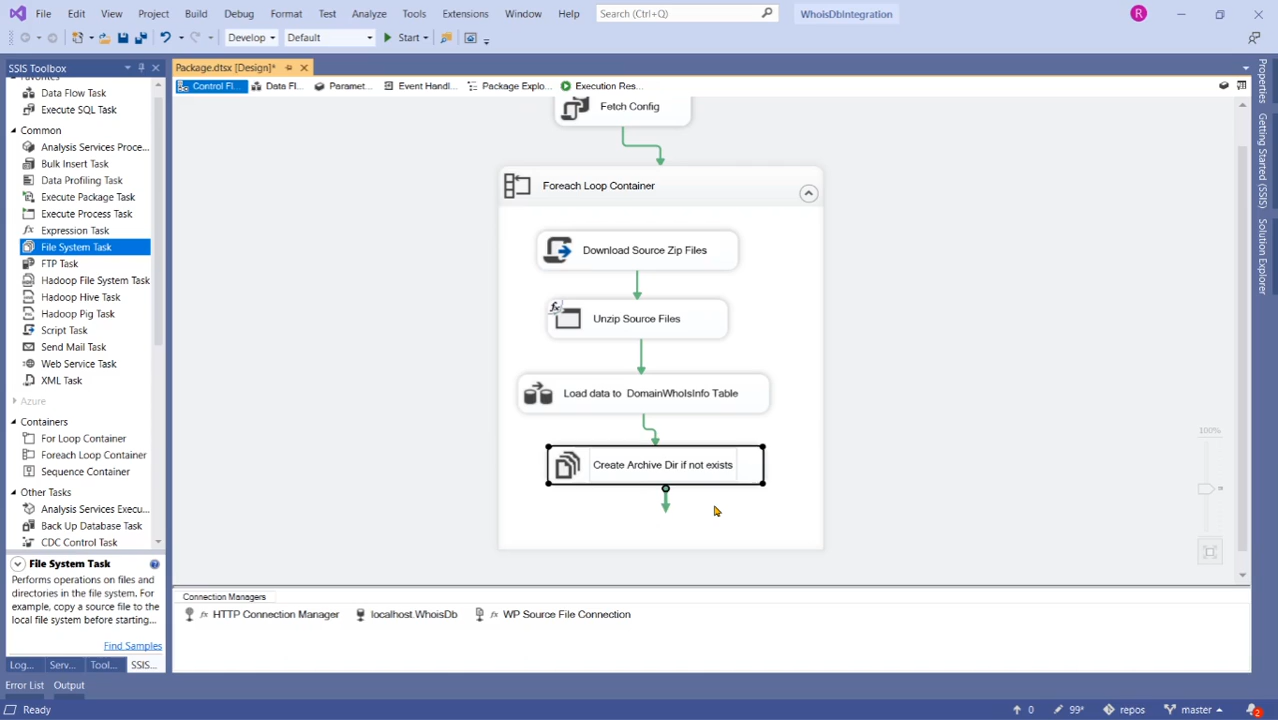 File Edit View Project Build Debug Format Test Analyze Tools Extensions Window Help Search (Ctrl+Q) WhoisDbIntegration R
Develop Default Start
SSIS Toolbox
Package.dtsx [Design]*
Control Fl... Data Fl... Paramet... Event Handl... Package Explo... Execution Res...
Favorites
Data Flow Task
Execute SQL Task
Common
Analysis Services Proce...
Bulk Insert Task
Data Profiling Task
Execute Package Task
Execute Process Task
fx Expression Task
File System Task
FTP Task
Hadoop File System Task
Hadoop Hive Task
Hadoop Pig Task
Script Task
Send Mail Task
Web Service Task
XML Task
Azure
Containers
For Loop Container
Foreach Loop Container
Sequence Container
Other Tasks
Analysis Services Execu...
Back Up Database Task
CDC Control Task
File System Task
Performs operations on files and
directories in the file system. For
example, copy a source file to the
local file system before starting...
Find Samples
Log... Serv... Tool... SSIS...
Fetch Config
Foreach Loop Container
Download Source Zip Files
fx Unzip Source Files
Load data to DomainWhoIsInfo Table
Create Archive Dir if not exists
100%
Connection Managers
fx HTTP Connection Manager localhost.WhoisDb fx WP Source File Connection
Properties
Getting Started (SSIS)
Solution Explorer
Error List Output
Ready 0 99* repos master 2